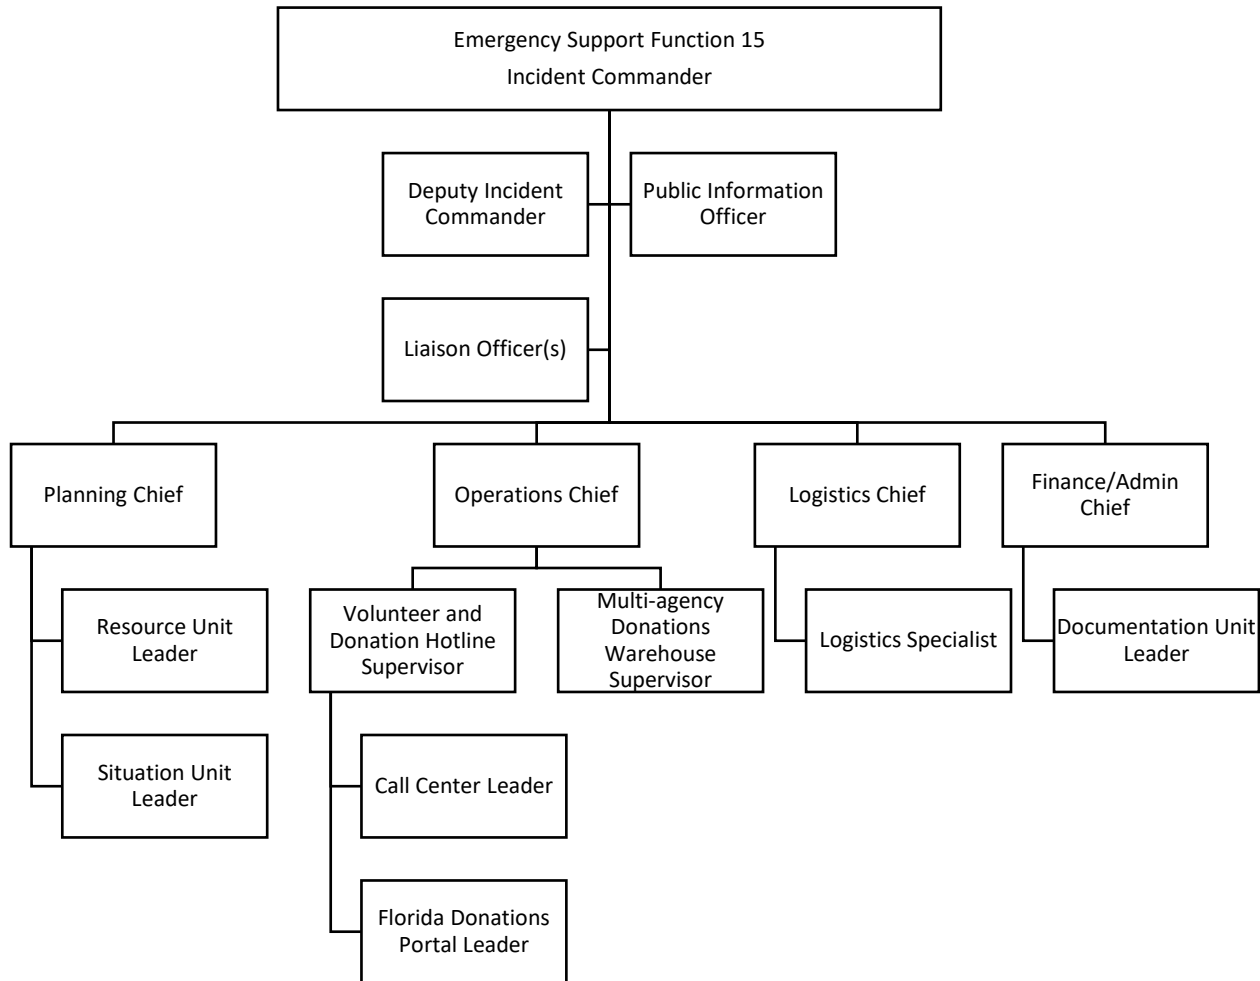 Emergency Support Function 15
Incident Commander
Deputy Incident
Commander
Public Information
Officer
Liaison Officer(s)
Planning Chief
Operations Chief
Logistics Chief
Finance/Admin
Chief
Resource Unit
Leader
Volunteer and
Donation Hotline
Supervisor
Multi-agency
Donations
Warehouse
Supervisor
Logistics Specialist
Documentation Unit
Leader
Situation Unit
Leader
Call Center Leader
Florida Donations
Portal Leader